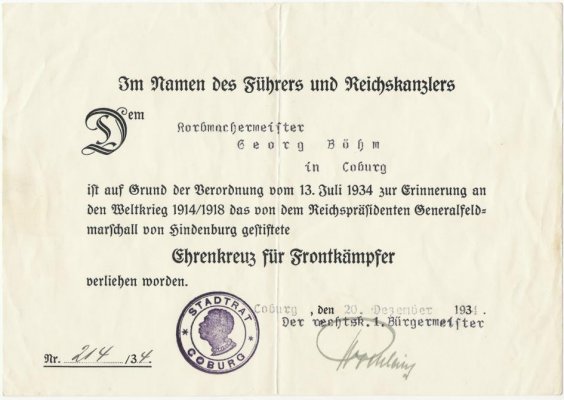 Im Namen des Führers und Reichskanzlers
Dem
Korbmachermeister
Georg Böhm
in Coburg
ist auf Grund der Verordnung vom 13. Juli 1934 zur Erinnerung an
den Weltkrieg 1914/1918 das von dem Reichspräsidenten Generalfeld-
marschall von Hindenburg gestiftete
Ehrenkreuz für Frontkämpfer
verliehen worden.
Coburg, den 20. Dezember 1934.
Der rechtsk. 1. Bürgermeister
STADTRAT
COBURG
Nr. 214 /34